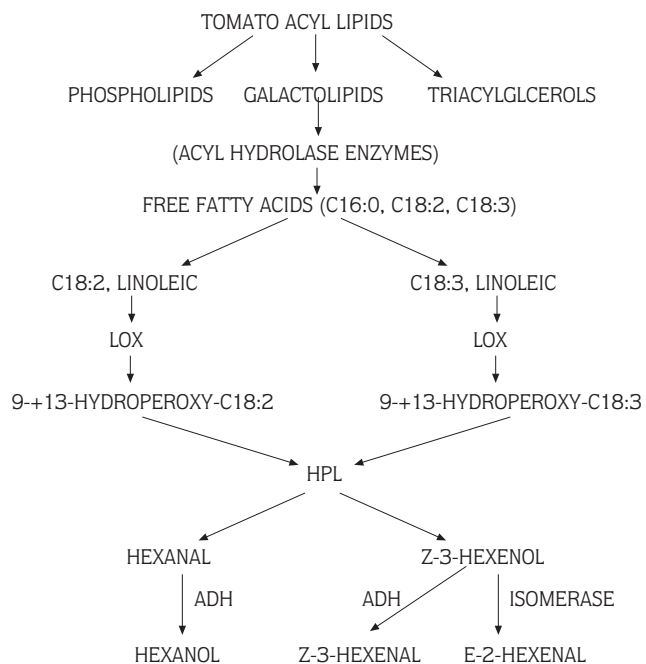 TOMATO ACYL LIPIDS
PHOSPHOLIPIDS GALACTOLIPIDS TRIACYLGLCEROLS
(ACYL HYDROLASE ENZYMES)
FREE FATTY ACIDS (C16:0, C18:2, C18:3)
C18:2, LINOLEIC C18:3, LINOLEIC
LOX LOX
9-+13-HYDROPEROXY-C18:2 9-+13-HYDROPEROXY-C18:3
HPL
HEXANAL Z-3-HEXENOL
ADH ADH ISOMERASE
HEXANOL Z-3-HEXENAL E-2-HEXENAL